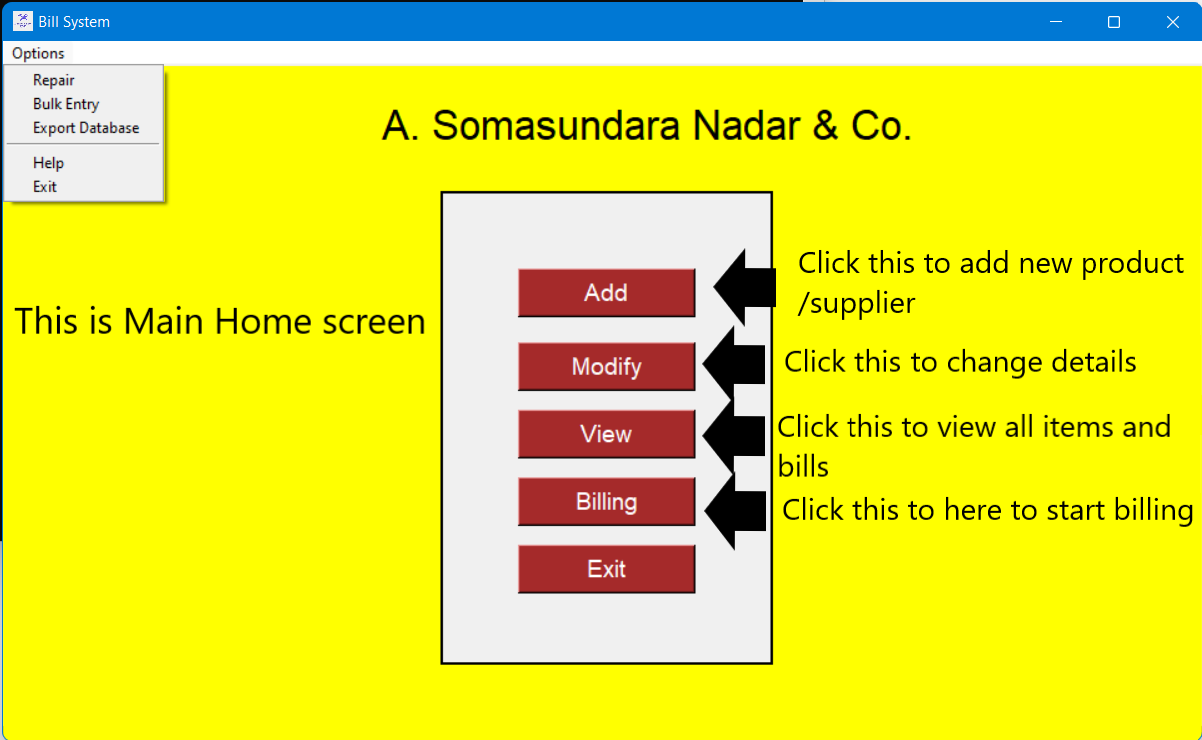 Bill System
Options
Repair
Bulk Entry
Export Database
Help
Exit
A. Somasundara Nadar & Co.
This is Main Home screen
Add
Click this to add new product
/supplier
Modify
Click this to change details
View
Click this to view all items and
bills
Billing
Click this to here to start billing
Exit